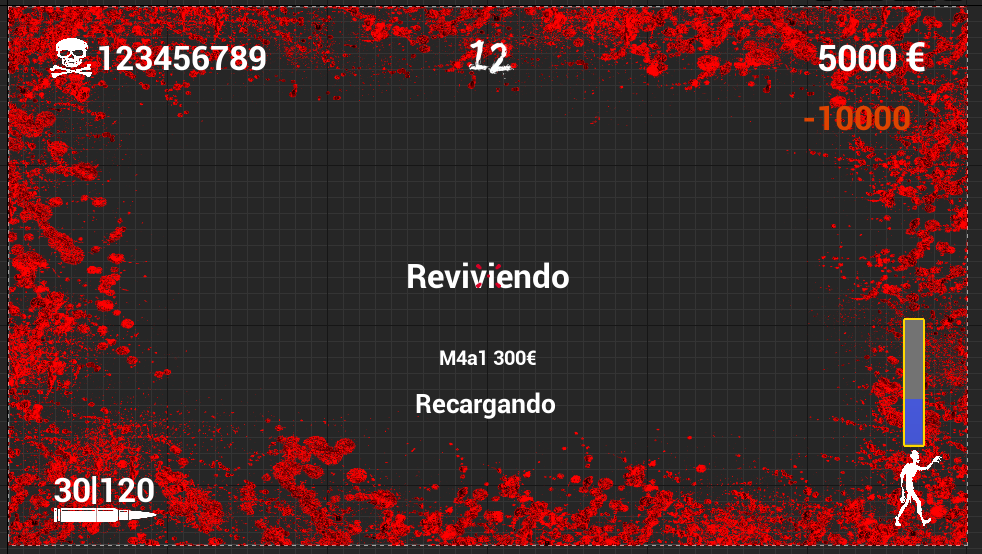 123456789
12
5000 €
-10000
Reviviendo
M4a1 300€
Recargando
30|120